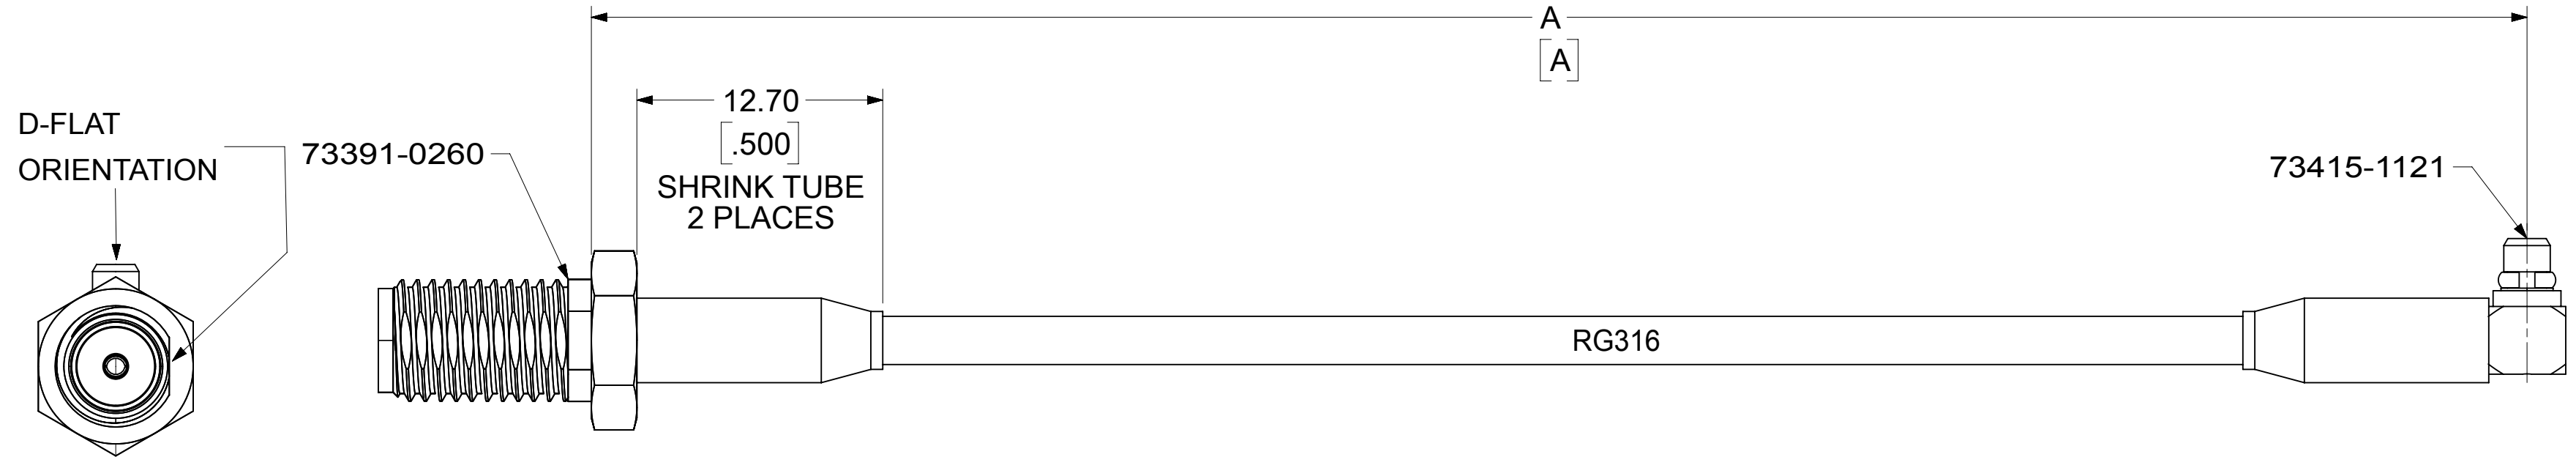 A
[A]
D-FLAT
ORIENTATION
73391-0260
12.70
[.500]
SHRINK TUBE
2 PLACES
73415-1121
RG316